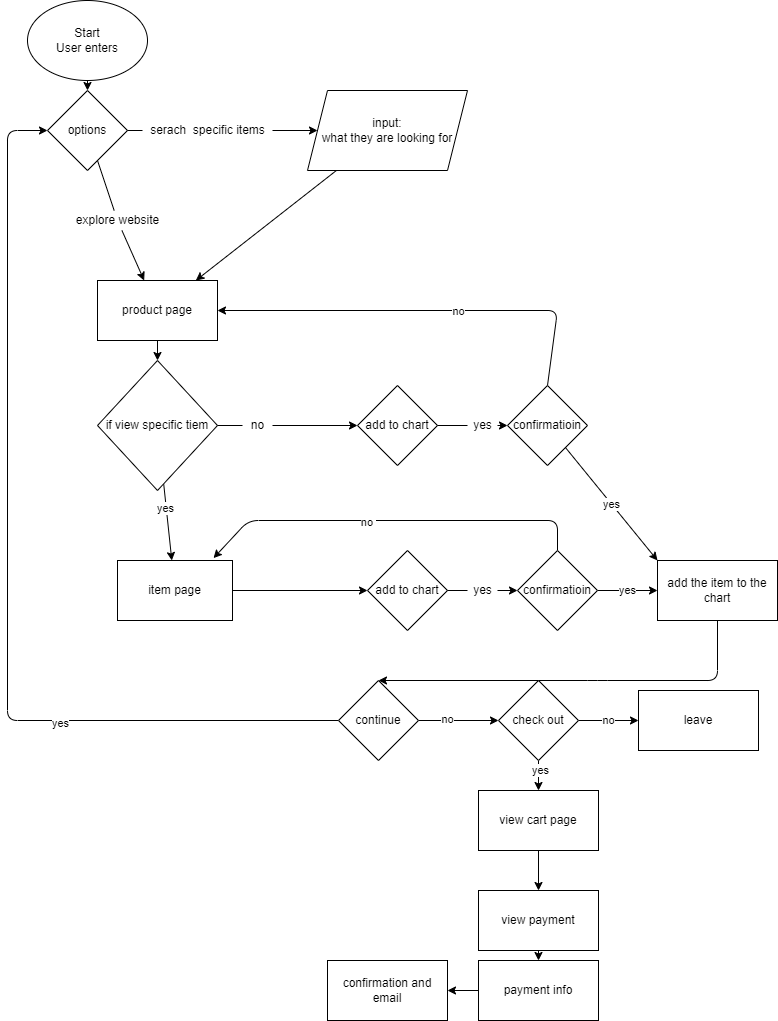 Start
User enters
options
serach  specific items
input:
what they are looking for
explore website
product page
no
if view specific tiem
no
add to chart
yes
confirmatioin
yes
yes
no
item page
add to chart
yes
confirmatioin
yes
add the item to the
chart
continue
no
check out
no
leave
yes
yes
view cart page
view payment
confirmation and
email
payment info